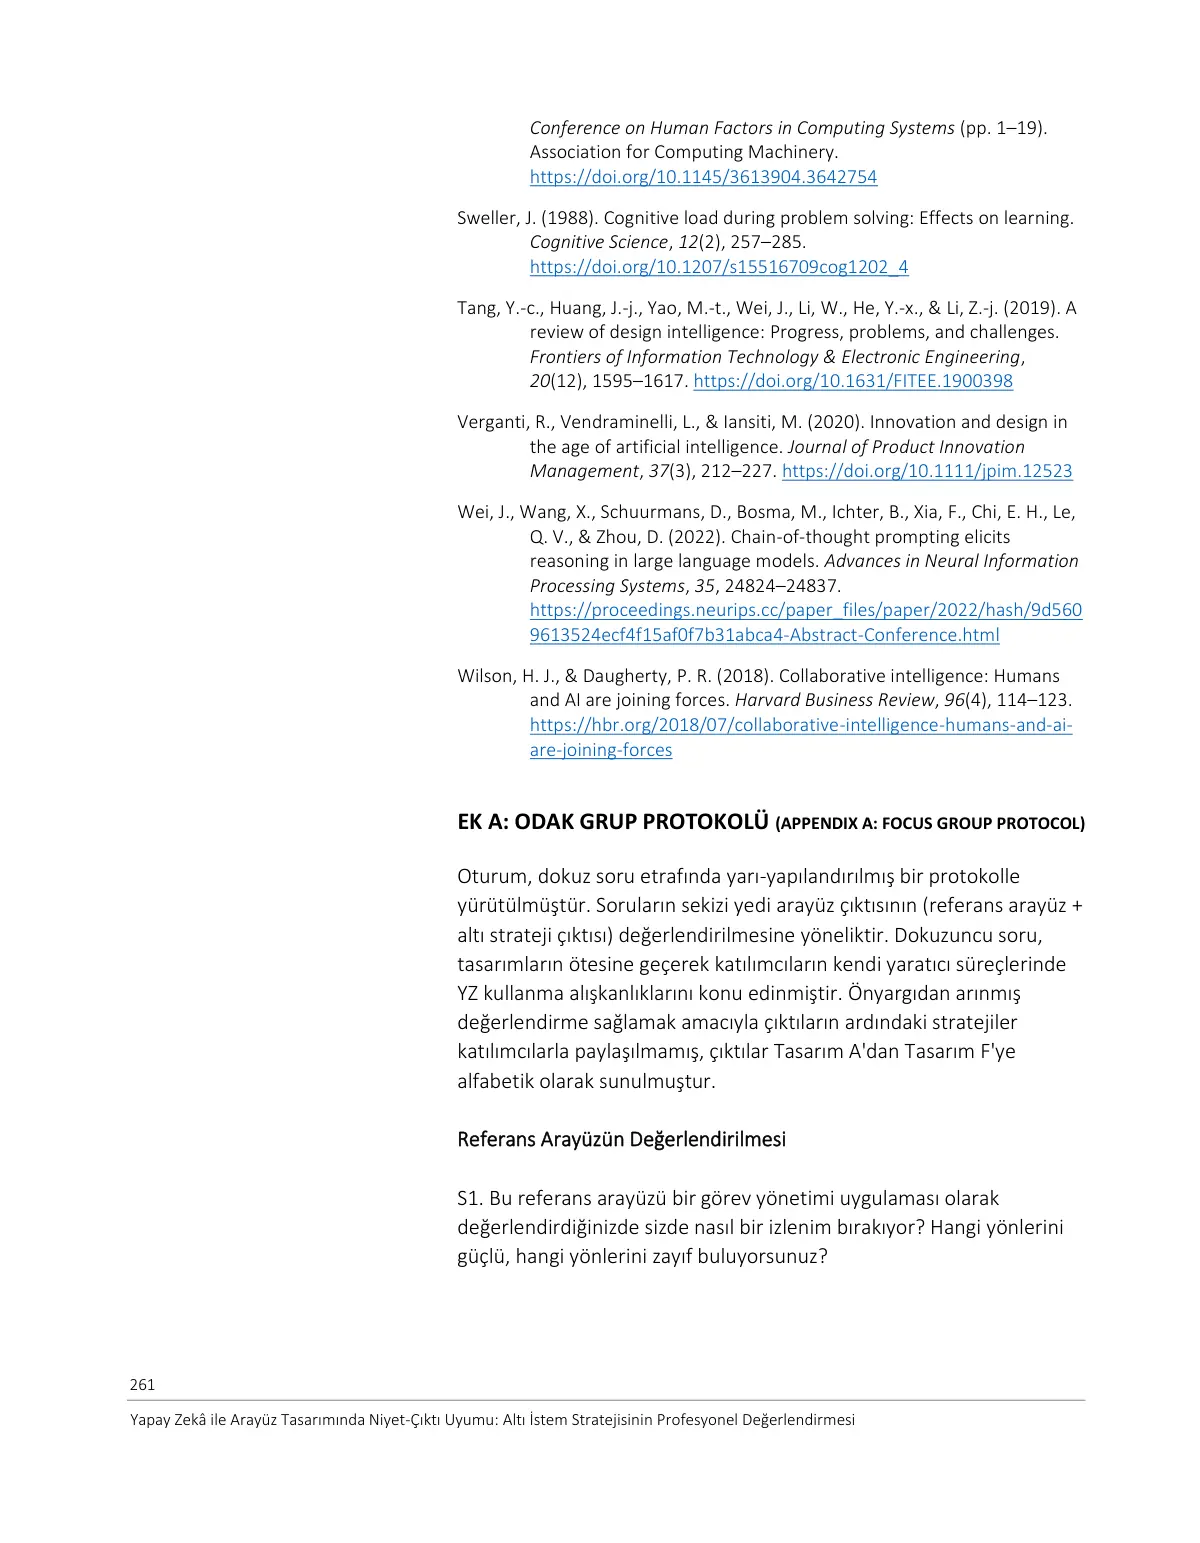 Conference on Human Factors in Computing Systems (pp. 1–19).
Association for Computing Machinery.
https://doi.org/10.1145/3613904.3642754
Sweller, J. (1988). Cognitive load during problem solving: Effects on learning.
Cognitive Science, 12(2), 257–285.
https://doi.org/10.1207/s15516709cog1202_4
Tang, Y.-c., Huang, J.-j., Yao, M.-t., Wei, J., Li, W., He, Y.-x., & Li, Z.-j. (2019). A
review of design intelligence: Progress, problems, and challenges.
Frontiers of Information Technology & Electronic Engineering,
20(12), 1595–1617. https://doi.org/10.1631/FITEE.1900398
Verganti, R., Vendraminelli, L., & Iansiti, M. (2020). Innovation and design in
the age of artificial intelligence. Journal of Product Innovation
Management, 37(3), 212–227. https://doi.org/10.1111/jpim.12523
Wei, J., Wang, X., Schuurmans, D., Bosma, M., Ichter, B., Xia, F., Chi, E. H., Le,
Q. V., & Zhou, D. (2022). Chain-of-thought prompting elicits
reasoning in large language models. Advances in Neural Information
Processing Systems, 35, 24824–24837.
https://proceedings.neurips.cc/paper_files/paper/2022/hash/9d560
9613524ecf4f15af0f7b31abca4-Abstract-Conference.html
Wilson, H. J., & Daugherty, P. R. (2018). Collaborative intelligence: Humans
and AI are joining forces. Harvard Business Review, 96(4), 114–123.
https://hbr.org/2018/07/collaborative-intelligence-humans-and-ai-
are-joining-forces
EK A: ODAK GRUP PROTOKOLÜ (APPENDIX A: FOCUS GROUP PROTOCOL)
Oturum, dokuz soru etrafında yarı-yapılandırılmış bir protokolle
yürütülmüştür. Soruların sekizi yedi arayüz çıktısının (referans arayüz +
altı strateji çıktısı) değerlendirilmesine yöneliktir. Dokuzuncu soru,
tasarımların ötesine geçerek katılımcıların kendi yaratıcı süreçlerinde
YZ kullanma alışkanlıklarını konu edinmiştir. Önyargıdan arınmış
değerlendirme sağlamak amacıyla çıktıların ardındaki stratejiler
katılımcılarla paylaşılmamış, çıktılar Tasarım A'dan Tasarım F'ye
alfabetik olarak sunulmuştur.
Referans Arayüzün Değerlendirilmesi
S1. Bu referans arayüzü bir görev yönetimi uygulaması olarak
değerlendirdiğinizde sizde nasıl bir izlenim bırakıyor? Hangi yönlerini
güçlü, hangi yönlerini zayıf buluyorsunuz?
261
Yapay Zekâ ile Arayüz Tasarımında Niyet-Çıktı Uyumu: Altı İstem Stratejisinin Profesyonel Değerlendirmesi